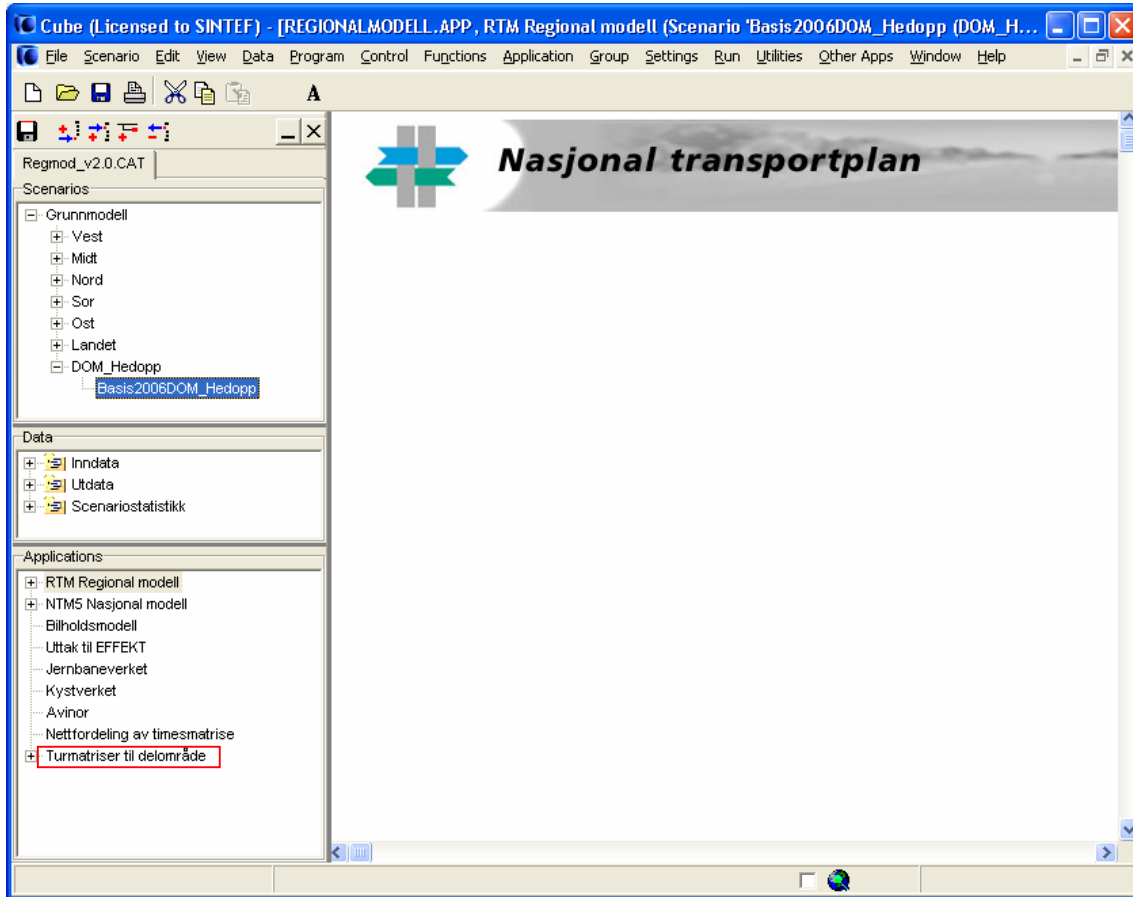 Cube (Licensed to SINTEF) - [REGIONALMODELL.APP, RTM Regional modell (Scenario 'Basis2006DOM_Hedopp (DOM_H...
File Scenario Edit View Data Program Control Functions Application Group Settings Run Utilities Other Apps Window Help
A
Regmod_v2.0.CAT
Scenarios
Grunnmodell
Vest
Midt
Nord
Sor
Ost
Landet
DOM_Hedopp
Basis2006DOM_Hedopp
Data
Inndata
Utdata
Scenariostatistikk
Applications
RTM Regional modell
NTM5 Nasjonal modell
Bilholdsmodell
Uttak til EFFEKT
Jernbaneverket
Kystverket
Avinor
Nettfordeling av timesmatrise
Turmatriser til delområde
Nasjonal transportplan